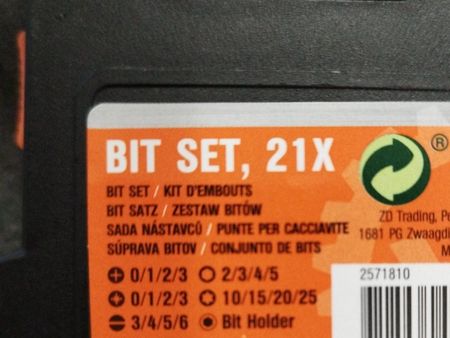 BIT SET, 21X
®
BIT SET / KIT D'EMBOUTS
BIT SATZ / ZESTAW BITÓW
SADA NÁSTAVCŮ / PUNTE PER CACCIAVITE
SÚPRAVA BITOV / CONJUNTO DE BITS
ZD Trading,
1681 PG
0/1/2/3 2/3/4/5
0/1/2/3 10/15/20/25
3/4/5/6 Bit Holder
2571810